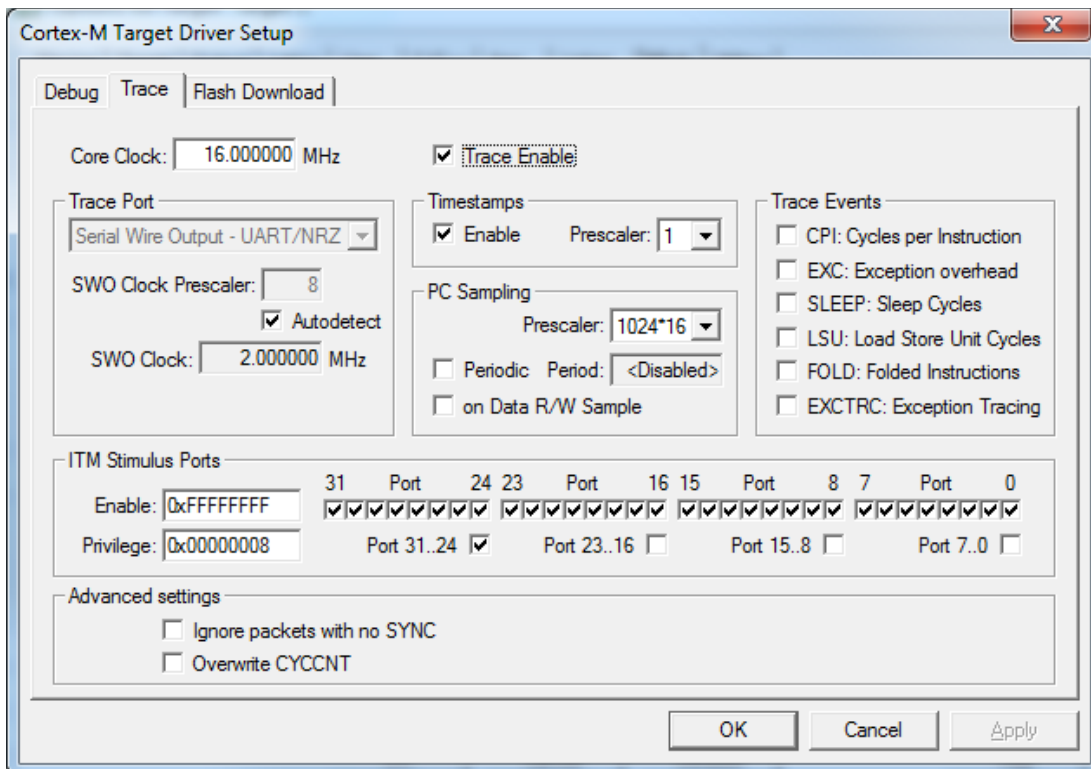 Cortex-M Target Driver Setup
Debug Trace Flash Download
Core Clock: 16.000000 MHz Trace Enable
Trace Port
Serial Wire Output - UART/NRZ
SWO Clock Prescaler: 8
Autodetect
SWO Clock: 2.000000 MHz
Timestamps
Enable Prescaler: 1
PC Sampling
Prescaler: 1024*16
Periodic Period: <Disabled>
on Data R/W Sample
Trace Events
CPI: Cycles per Instruction
EXC: Exception overhead
SLEEP: Sleep Cycles
LSU: Load Store Unit Cycles
FOLD: Folded Instructions
EXCTRC: Exception Tracing
ITM Stimulus Ports
31 Port 24 23 Port 16 15 Port 8 7 Port 0
Enable: 0xFFFFFFFF
Privilege: 0x00000008 Port 31..24 Port 23..16 Port 15..8 Port 7..0
Advanced settings
Ignore packets with no SYNC
Overwrite CYCCNT
OK Cancel Apply